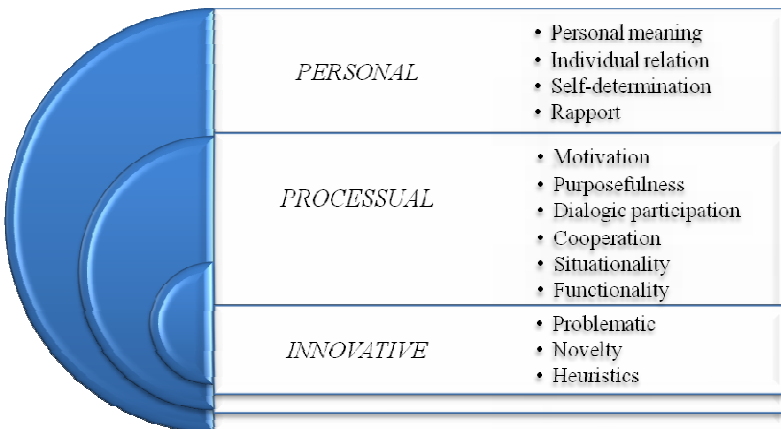 PERSONAL
• Personal meaning
• Individual relation
• Self-determination
• Rapport
PROCESSUAL
• Motivation
• Purposefulness
• Dialogic participation
• Cooperation
• Situationality
• Functionality
INNOVATIVE
• Problematic
• Novelty
• Heuristics